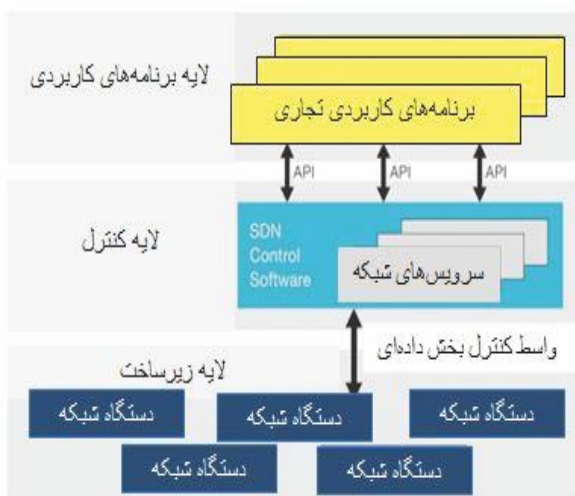 لایه برنامه‌های کاربردی
برنامه‌های کاربردی تجاری
API
API
API
لایه کنترل
SDN
Control
Software
سرویس‌های شبکه
واسط کنترل بخش داده‌ای
لایه زیرساخت
دستگاه شبکه
دستگاه شبکه
دستگاه شبکه
دستگاه شبکه
دستگاه شبکه